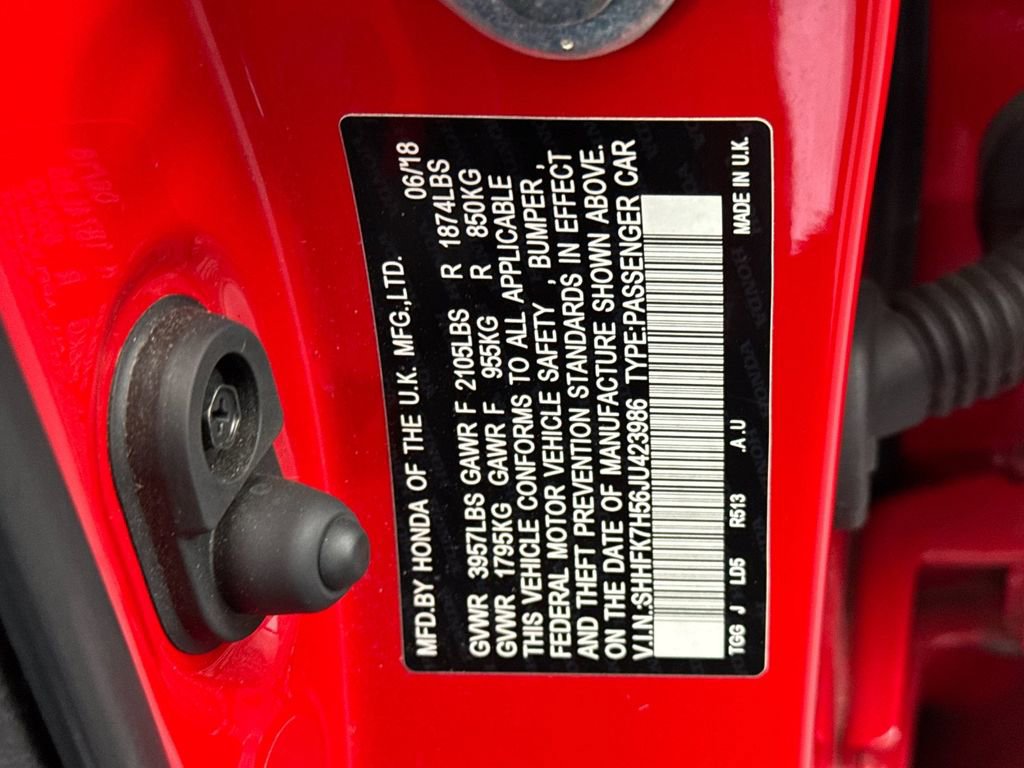 MFD.BY HONDA OF THE U.K. MFG.,LTD. 06/18
GVWR 3957LBS GAWR F 2105LBS R 1874LBS
GVWR 1795KG GAWR F 955KG R 850KG
THIS VEHICLE CONFORMS TO ALL APPLICABLE
FEDERAL MOTOR VEHICLE SAFETY , BUMPER ,
AND THEFT PREVENTION STANDARDS IN EFFECT
ON THE DATE OF MANUFACTURE SHOWN ABOVE.
V.I.N.:SHHFK7H56JU423986 TYPE:PASSENGER CAR
TGG J LD5 R513 .A.U MADE IN U.K.